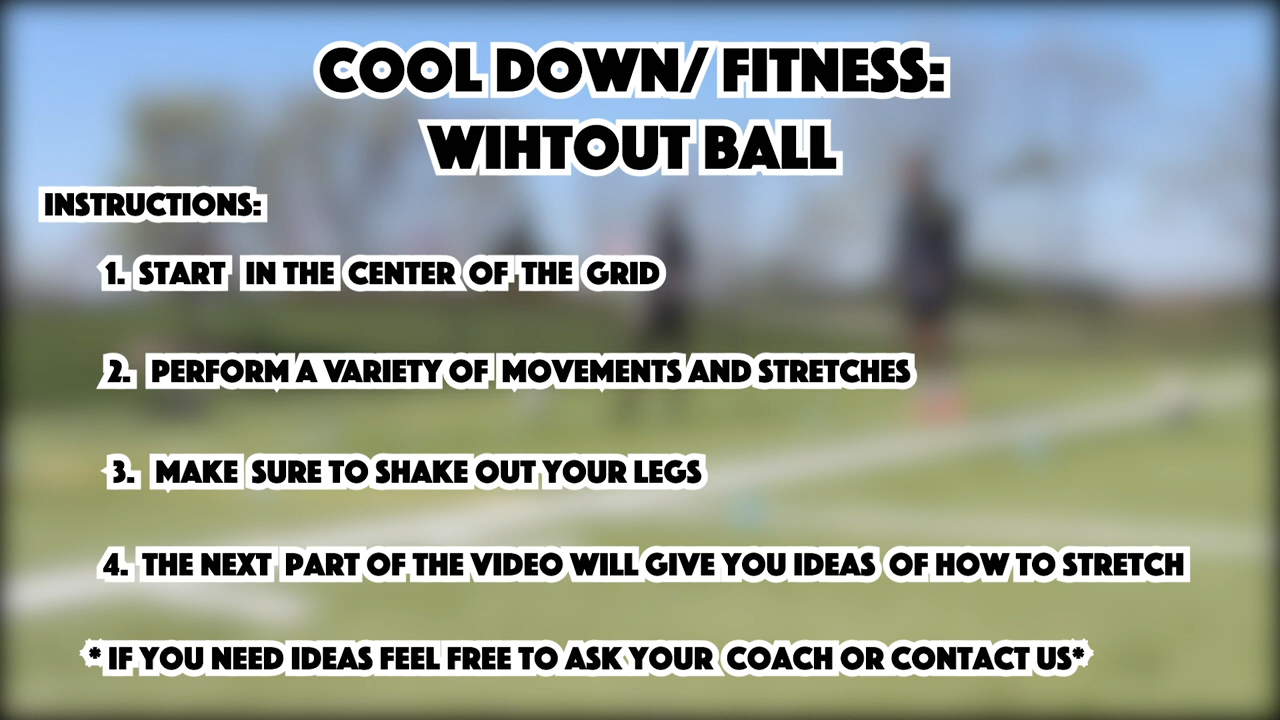 COOL DOWN/ FITNESS:
WIHTOUT BALL
INSTRUCTIONS:
1. START IN THE CENTER OF THE GRID
2. PERFORM A VARIETY OF MOVEMENTS AND STRETCHES
3. MAKE SURE TO SHAKE OUT YOUR LEGS
4. THE NEXT PART OF THE VIDEO WILL GIVE YOU IDEAS OF HOW TO STRETCH
* IF YOU NEED IDEAS FEEL FREE TO ASK YOUR COACH OR CONTACT US*